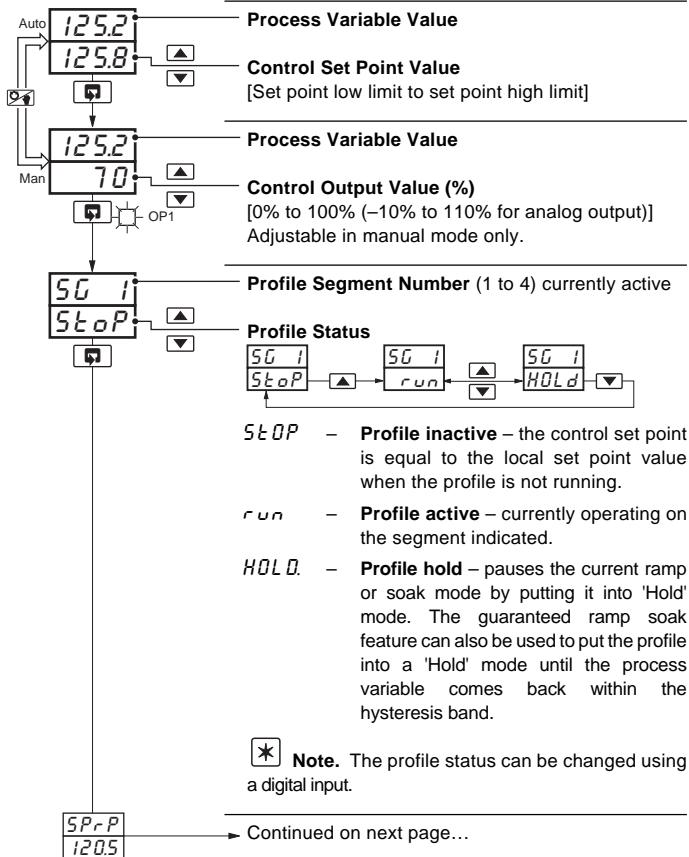 Auto
125.2
Process Variable Value
125.8
Control Set Point Value
[Set point low limit to set point high limit]
125.2
Process Variable Value
Man
70
Control Output Value (%)
OP1
[0% to 100% (–10% to 110% for analog output)]
Adjustable in manual mode only.
SG 1
Profile Segment Number (1 to 4) currently active
StoP
Profile Status
SG 1 SG 1 SG 1
StoP run HOLd
StOP – Profile inactive – the control set point
is equal to the local set point value
when the profile is not running.
run – Profile active – currently operating on
the segment indicated.
HOLD. – Profile hold – pauses the current ramp
or soak mode by putting it into 'Hold'
mode. The guaranteed ramp soak
feature can also be used to put the profile
into a 'Hold' mode until the process
variable comes back within the
hysteresis band.
Note. The profile status can be changed using
a digital input.
SPrP
120.5
Continued on next page…